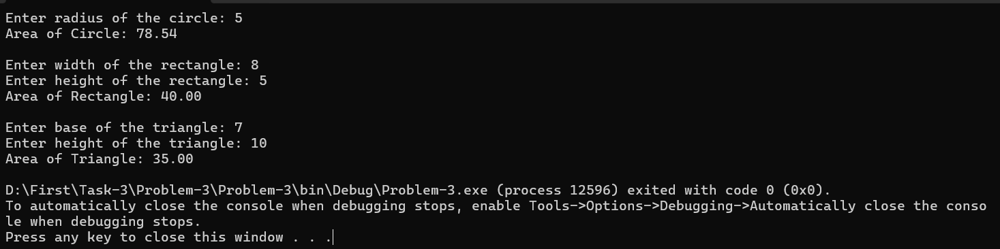 Enter radius of the circle: 5
Area of Circle: 78.54
Enter width of the rectangle: 8
Enter height of the rectangle: 5
Area of Rectangle: 40.00
Enter base of the triangle: 7
Enter height of the triangle: 10
Area of Triangle: 35.00
D:\First\Task-3\Problem-3\Problem-3\bin\Debug\Problem-3.exe (process 12596) exited with code 0 (0x0).
To automatically close the console when debugging stops, enable Tools->Options->Debugging->Automatically close the conso
le when debugging stops.
Press any key to close this window . . .